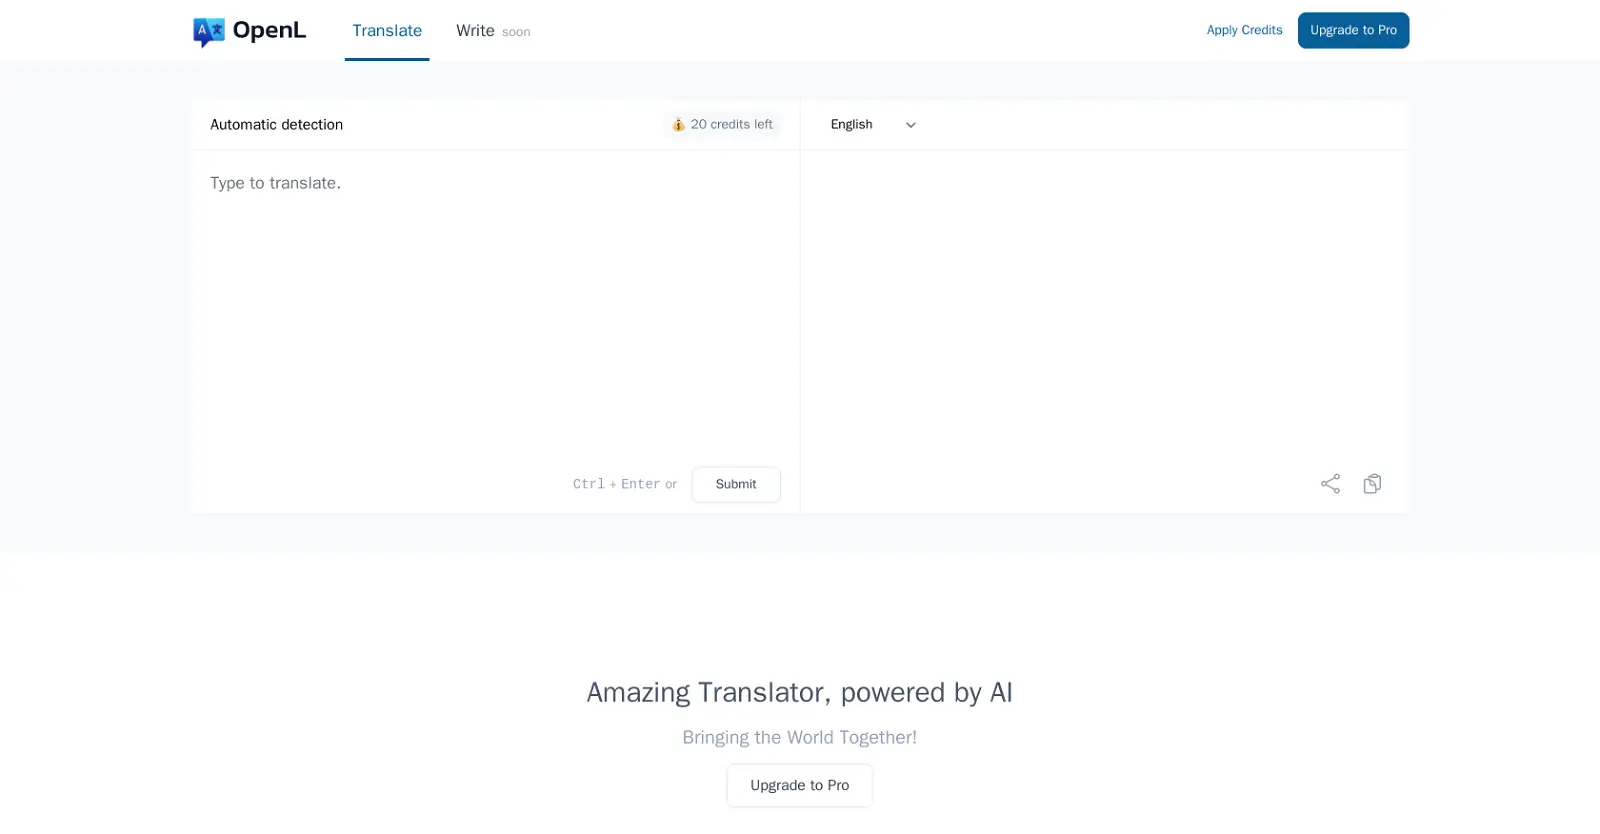 OpenL
Translate
Write soon
Apply Credits
Upgrade to Pro
Automatic detection
💰 20 credits left
English
Type to translate.
Ctrl + Enter or
Submit
Amazing Translator, powered by AI
Bringing the World Together!
Upgrade to Pro